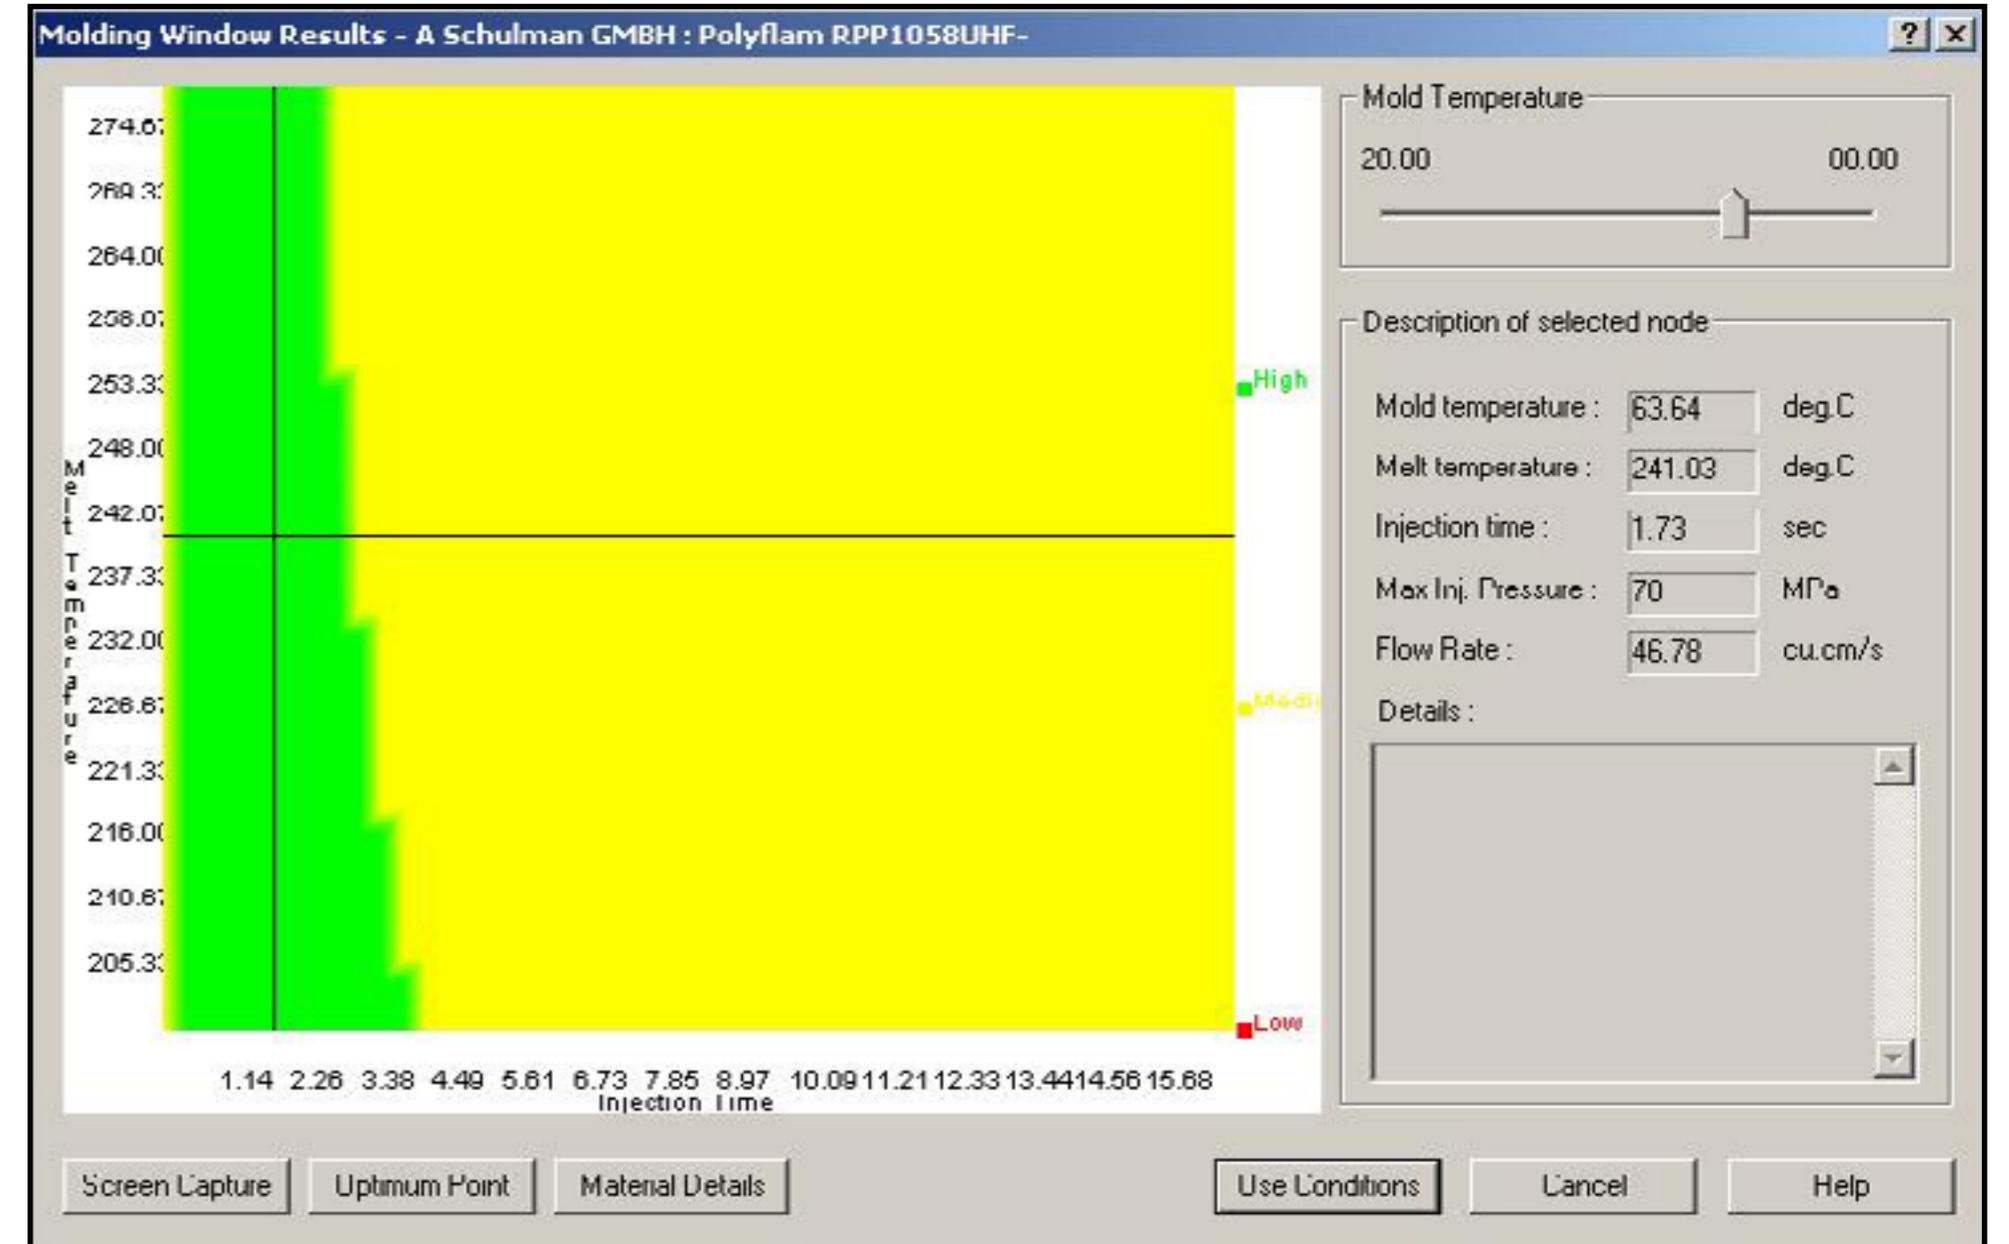 Molding Window Results - A Schulman GMBH : Polyflam RPP1058UHF-
274.67
269.33
264.00
258.67
253.33
248.00
242.67
237.33
232.00
226.67
221.33
216.00
210.67
205.33
Melt Temperature
1.14 2.26 3.38 4.49 5.61 6.73 7.85 8.97 10.09 11.21 12.33 13.44 14.56 15.68
Injection Time
High
Low
Mold Temperature
20.00 00.00
Description of selected node
Mold temperature : 63.64 deg.C
Melt temperature : 241.03 deg.C
Injection time : 1.73 sec
Max Inj. Pressure : 70 MPa
Flow Rate : 46.78 cu.cm/s
Details :
Screen Capture Optimum Point Material Details Use Conditions Cancel Help